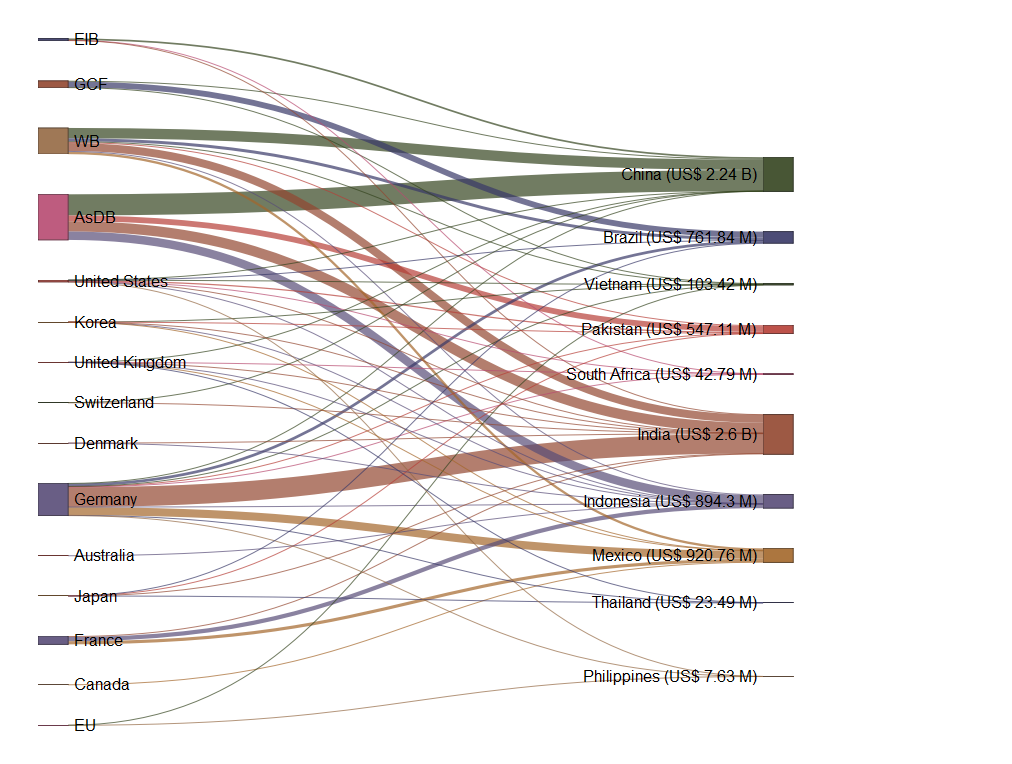 EIB
GCF
WB
AsDB
United States
Korea
United Kingdom
Switzerland
Denmark
Germany
Australia
Japan
France
Canada
EU
China (US$ 2.24 B)
Brazil (US$ 761.84 M)
Vietnam (US$ 103.42 M)
Pakistan (US$ 547.11 M)
South Africa (US$ 42.79 M)
India (US$ 2.6 B)
Indonesia (US$ 894.3 M)
Mexico (US$ 920.76 M)
Thailand (US$ 23.49 M)
Philippines (US$ 7.63 M)